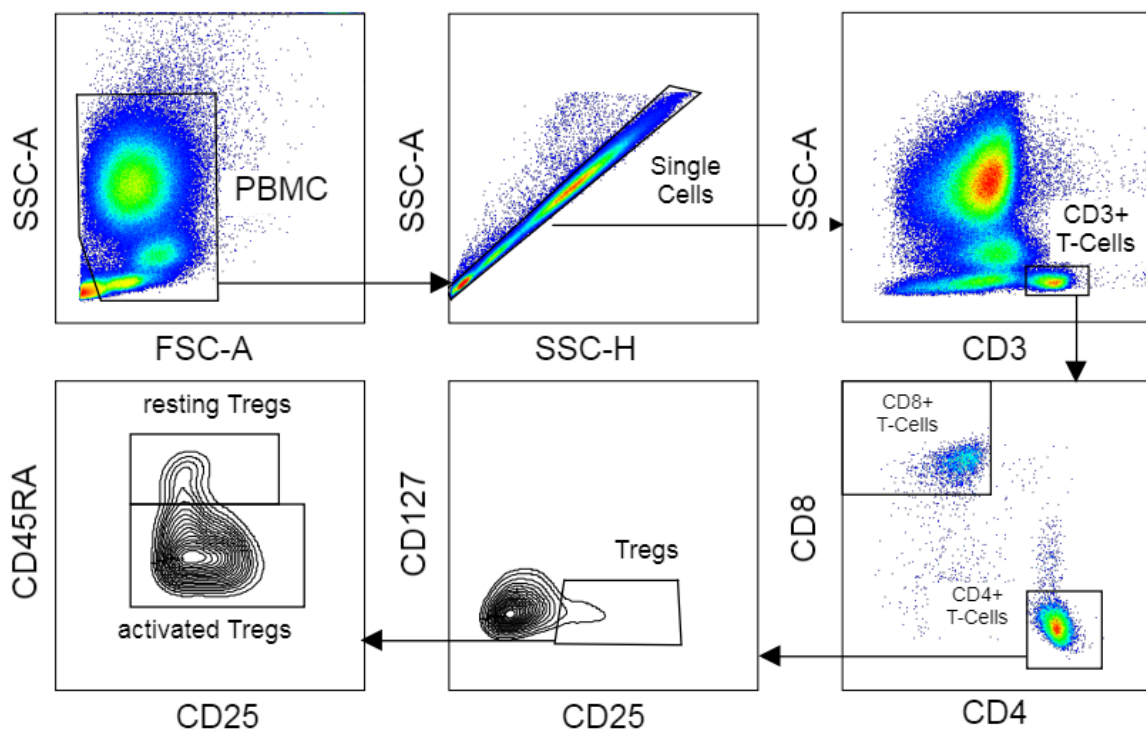 SSC-A
PBMC
FSC-A
SSC-A
Single
Cells
SSC-H
SSC-A
CD3+
T-Cells
CD3
CD45RA
resting Tregs
activated Tregs
CD25
CD127
Tregs
CD25
CD8
CD8+
T-Cells
CD4+
T-Cells
CD4